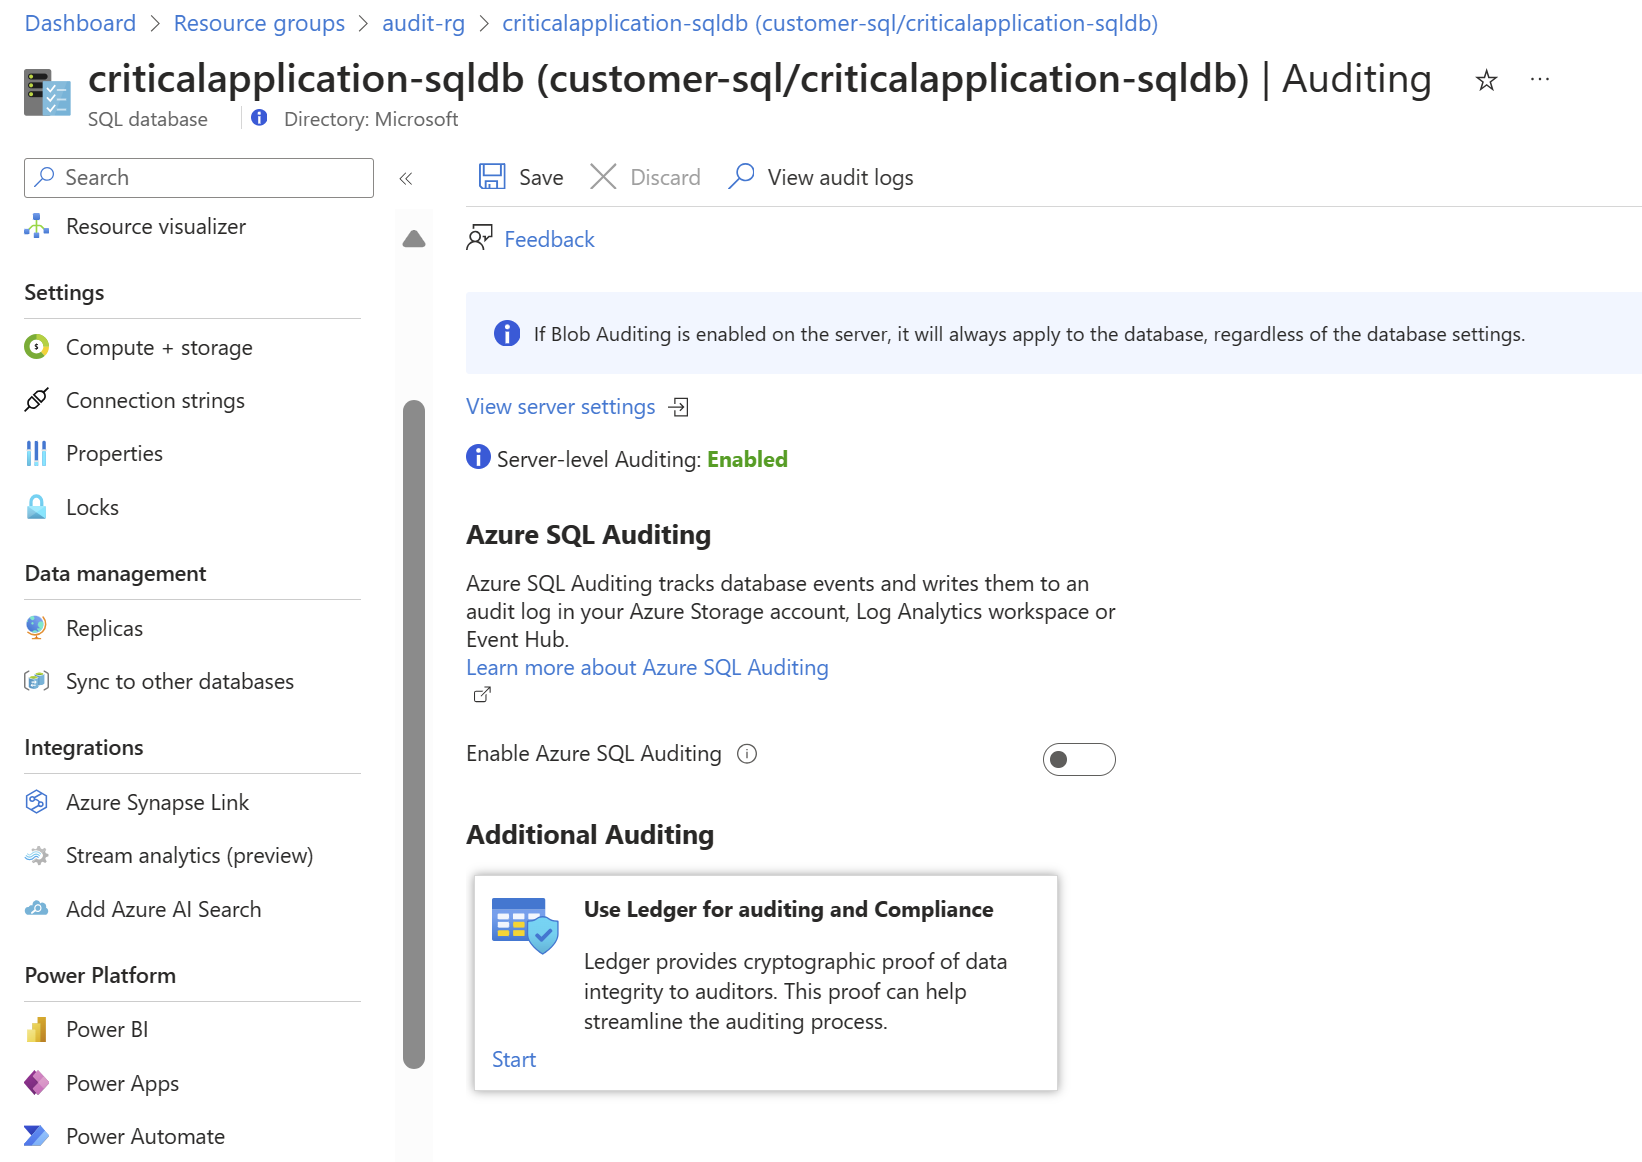 Dashboard > Resource groups > audit-rg > criticalapplication-sqldb (customer-sql/criticalapplication-sqldb)
criticalapplication-sqldb (customer-sql/criticalapplication-sqldb) | Auditing
SQL database
Directory: Microsoft
Search
Resource visualizer
Settings
Compute + storage
Connection strings
Properties
Locks
Data management
Replicas
Sync to other databases
Integrations
Azure Synapse Link
Stream analytics (preview)
Add Azure AI Search
Power Platform
Power BI
Power Apps
Power Automate
Save
Discard
View audit logs
Feedback
If Blob Auditing is enabled on the server, it will always apply to the database, regardless of the database settings.
View server settings
Server-level Auditing: Enabled
Azure SQL Auditing
Azure SQL Auditing tracks database events and writes them to an
audit log in your Azure Storage account, Log Analytics workspace or
Event Hub.
Learn more about Azure SQL Auditing
Enable Azure SQL Auditing
Additional Auditing
Use Ledger for auditing and Compliance
Ledger provides cryptographic proof of data
integrity to auditors. This proof can help
streamline the auditing process.
Start